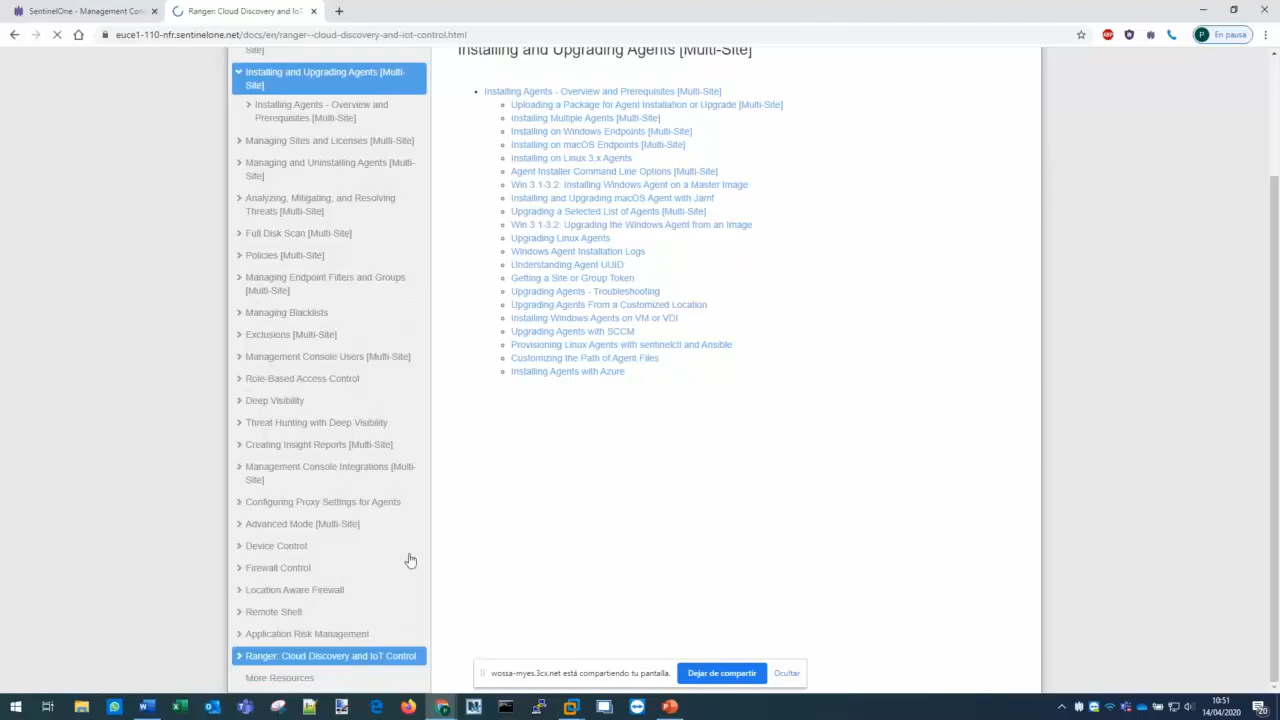 SentinelOne - Management Con
Ranger: Cloud Discovery and IoT
euce1-110-nfr.sentinelone.net/docs/en/ranger--cloud-discovery-and-iot-control.html
ABP
P
En pausa
Site]
Installing and Upgrading Agents [Multi-
Site]
Installing Agents - Overview and
Prerequisites [Multi-Site]
Managing Sites and Licenses [Multi-Site]
Managing and Uninstalling Agents [Multi-
Site]
Analyzing, Mitigating, and Resolving
Threats [Multi-Site]
Full Disk Scan [Multi-Site]
Policies [Multi-Site]
Managing Endpoint Filters and Groups
[Multi-Site]
Managing Blacklists
Exclusions [Multi-Site]
Management Console Users [Multi-Site]
Role-Based Access Control
Deep Visibility
Threat Hunting with Deep Visibility
Creating Insight Reports [Multi-Site]
Management Console Integrations [Multi-
Site]
Configuring Proxy Settings for Agents
Advanced Mode [Multi-Site]
Device Control
Firewall Control
Location Aware Firewall
Remote Shell
Application Risk Management
Ranger: Cloud Discovery and IoT Control
More Resources
Installing and Upgrading Agents [Multi-Site]
Installing Agents - Overview and Prerequisites [Multi-Site]
Uploading a Package for Agent Installation or Upgrade [Multi-Site]
Installing Multiple Agents [Multi-Site]
Installing on Windows Endpoints [Multi-Site]
Installing on macOS Endpoints [Multi-Site]
Installing on Linux 3.x Agents
Agent Installer Command Line Options [Multi-Site]
Win 3.1-3.2: Installing Windows Agent on a Master Image
Installing and Upgrading macOS Agent with Jamf
Upgrading a Selected List of Agents [Multi-Site]
Win 3.1-3.2: Upgrading the Windows Agent from an Image
Upgrading Linux Agents
Windows Agent Installation Logs
Understanding Agent UUID
Getting a Site or Group Token
Upgrading Agents - Troubleshooting
Upgrading Agents From a Customized Location
Installing Windows Agents on VM or VDI
Upgrading Agents with SCCM
Provisioning Linux Agents with sentinelctl and Ansible
Customizing the Path of Agent Files
Installing Agents with Azure
wossa-myes.3cx.net está compartiendo tu pantalla.
Dejar de compartir
Ocultar
10:51
14/04/2020
20